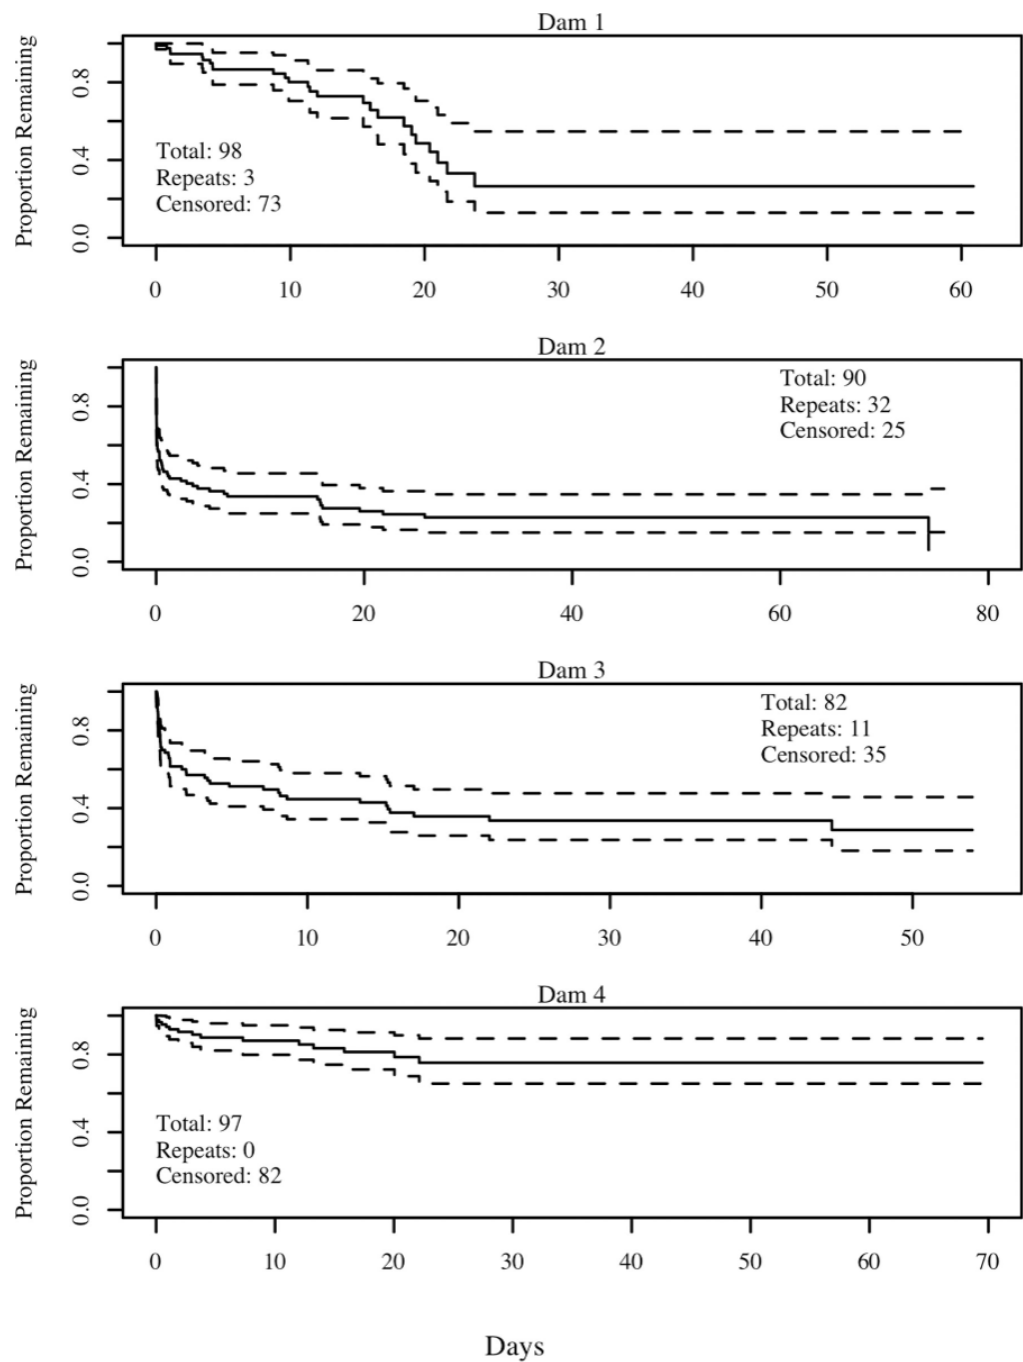 Dam 1
Proportion Remaining
0.8
0.4
0.0
Total: 98
Repeats: 3
Censored: 73
0 10 20 30 40 50 60
Dam 2
Proportion Remaining
0.8
0.4
0.0
Total: 90
Repeats: 32
Censored: 25
0 20 40 60 80
Dam 3
Proportion Remaining
0.8
0.4
0.0
Total: 82
Repeats: 11
Censored: 35
0 10 20 30 40 50
Dam 4
Proportion Remaining
0.8
0.4
0.0
Total: 97
Repeats: 0
Censored: 82
0 10 20 30 40 50 60 70
Days